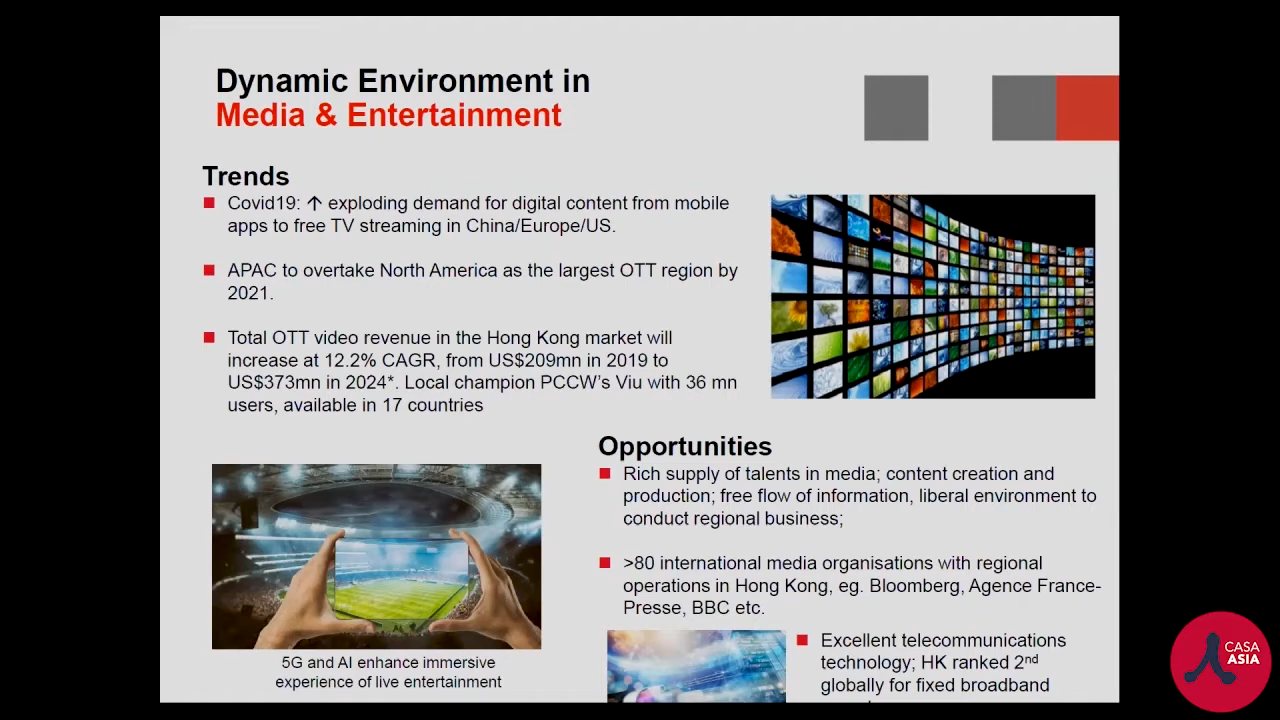 Dynamic Environment in
Media & Entertainment
Trends
Covid19: ↑ exploding demand for digital content from mobile
apps to free TV streaming in China/Europe/US.
APAC to overtake North America as the largest OTT region by
2021.
Total OTT video revenue in the Hong Kong market will
increase at 12.2% CAGR, from US$209mn in 2019 to
US$373mn in 2024*. Local champion PCCW's Viu with 36 mn
users, available in 17 countries
5G and AI enhance immersive
experience of live entertainment
Opportunities
Rich supply of talents in media; content creation and
production; free flow of information, liberal environment to
conduct regional business;
>80 international media organisations with regional
operations in Hong Kong, eg. Bloomberg, Agence France-
Presse, BBC etc.
Excellent telecommunications
technology; HK ranked 2nd
globally for fixed broadband
CASA
ASIA